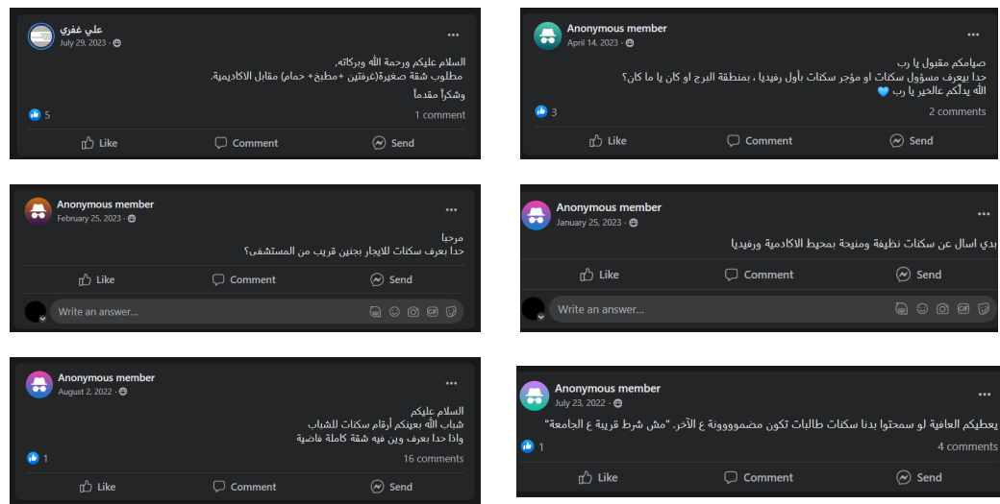 علي غفري
July 29, 2023
السلام عليكم ورحمة الله وبركاته,
مطلوب شقة صغيرة(غرفتين +مطبخ+ حمام) مقابل الاكاديمية.
وشكراً مقدماً
5
1 comment
Like
Comment
Send
Anonymous member
April 14, 2023
صيامكم مقبول يا رب
حدا بيعرف مسؤول سكنات او مؤجر سكنات بأول رفيديا ، بمنطقة البرج او كان يا ما كان؟
الله يدلّكم عالخير يا رب 🩵
3
2 comments
Like
Comment
Send
Anonymous member
February 25, 2023
مرحبا
حدا بعرف سكنات للايجار بجنين قريب من المستشفى؟
Like
Comment
Send
Write an answer...
GIF
Anonymous member
January 25, 2023
بدي اسال عن سكنات نظيفة ومنيحة بمحيط الاكادمية ورفيديا
Like
Comment
Send
Write an answer...
GIF
Anonymous member
August 2, 2022
السلام عليكم
شباب الله بعينكم أرقام سكنات للشباب
واذا حدا بعرف وين فيه شقة كاملة فاضية
1
16 comments
Like
Comment
Send
Anonymous member
July 23, 2022
يعطيكم العافية لو سمحتوا بدنا سكنات طالبات تكون مضموووونة ع الآخر. "مش شرط قريبة ع الجامعة"
1
4 comments
Like
Comment
Send